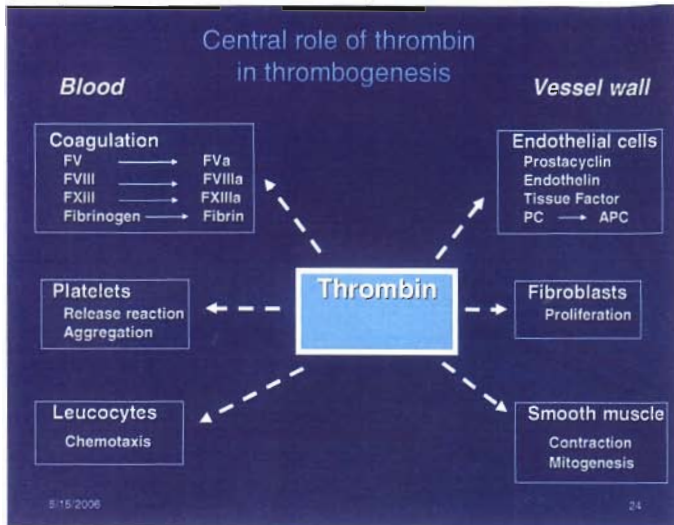 Central role of thrombin
in thrombogenesis
Blood
Coagulation
FV → FVa
FVIII → FVIIIa
FXIII → FXIIIa
Fibrinogen → Fibrin
Platelets
Release reaction
Aggregation
Leucocytes
Chemotaxis
Thrombin
Vessel wall
Endothelial cells
Prostacyclin
Endothelin
Tissue Factor
PC → APC
Fibroblasts
Proliferation
Smooth muscle
Contraction
Mitogenesis
5/15/2006
24